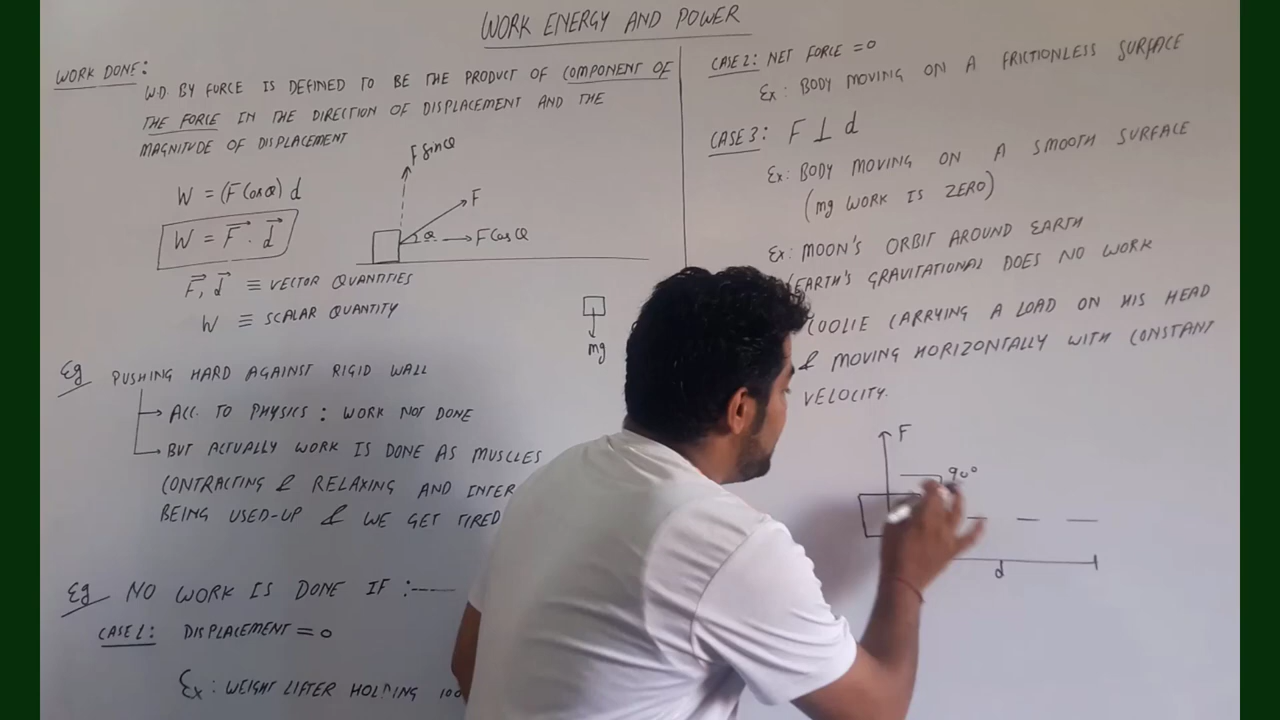 WORK ENERGY AND POWER
WORK DONE:
W.D. BY FORCE IS DEFINED TO BE THE PRODUCT OF COMPONENT OF
THE FORCE IN THE DIRECTION OF DISPLACEMENT AND THE
MAGNITUDE OF DISPLACEMENT
F sinθ
W = (F Cosθ) d
F
W = F⃗ . d⃗
θ
F Cosθ
F⃗, d⃗ ≡ VECTOR QUANTITIES
W ≡ SCALAR QUANTITY
mg
Eg PUSHING HARD AGAINST RIGID WALL
ACC. TO PHYSICS : WORK NOT DONE
BUT ACTUALLY WORK IS DONE AS MUSCLES
CONTRACTING & RELAXING AND INTER
BEING USED-UP & WE GET TIRED
Eg NO WORK IS DONE IF :----
CASE 1: DISPLACEMENT = 0
Ex : WEIGHT LIFTER HOLDING 100
CASE 2: NET FORCE = 0
Ex : BODY MOVING ON A FRICTIONLESS SURFACE
CASE 3: F ⊥ d
Ex : BODY MOVING ON A SMOOTH SURFACE
(mg WORK IS ZERO)
Ex: MOON'S ORBIT AROUND EARTH
(EARTH'S GRAVITATIONAL DOES NO WORK
COOLIE CARRYING A LOAD ON HIS HEAD
& MOVING HORIZONTALLY WITH CONSTANT
VELOCITY.
F
90°
d